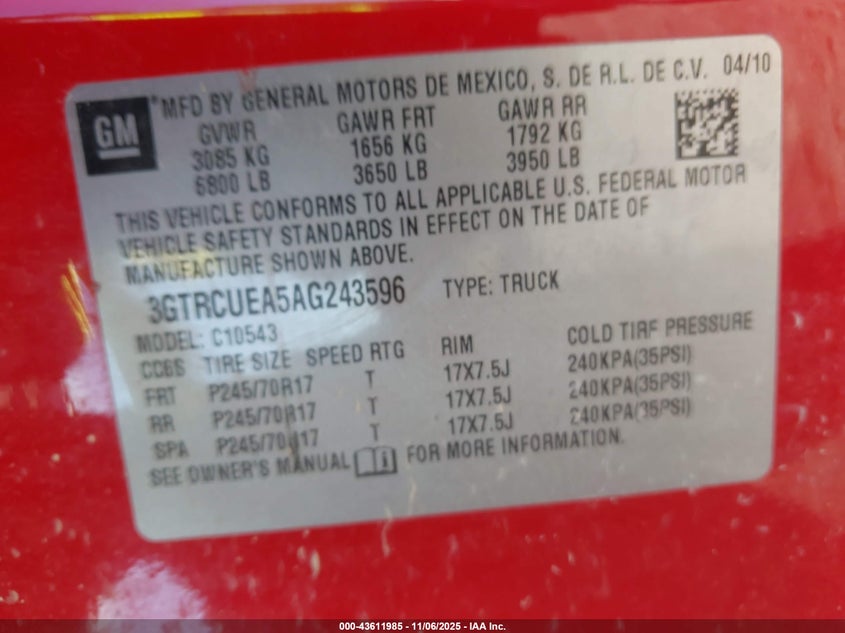 GM
*MFD BY GENERAL MOTORS DE MEXICO, S. DE R.L. DE C.V. 04/10
GVWR GAWR FRT GAWR RR
3085 KG 1656 KG 1792 KG
6800 LB 3650 LB 3950 LB
THIS VEHICLE CONFORMS TO ALL APPLICABLE U.S. FEDERAL MOTOR
VEHICLE SAFETY STANDARDS IN EFFECT ON THE DATE OF
MANUFACTURE SHOWN ABOVE.
3GTRCUEA5AG243596 TYPE: TRUCK
MODEL: C10543
CC6S TIRE SIZE SPEED RTG RIM COLD TIRE PRESSURE
FRT P245/70R17 T 17X7.5J 240KPA(35PSI)
RR P245/70R17 T 17X7.5J 240KPA(35PSI)
SPA P245/70R17 T 17X7.5J 240KPA(35PSI)
SEE OWNER'S MANUAL FOR MORE INFORMATION.
000-43611985 - 11/06/2025 - IAA Inc.